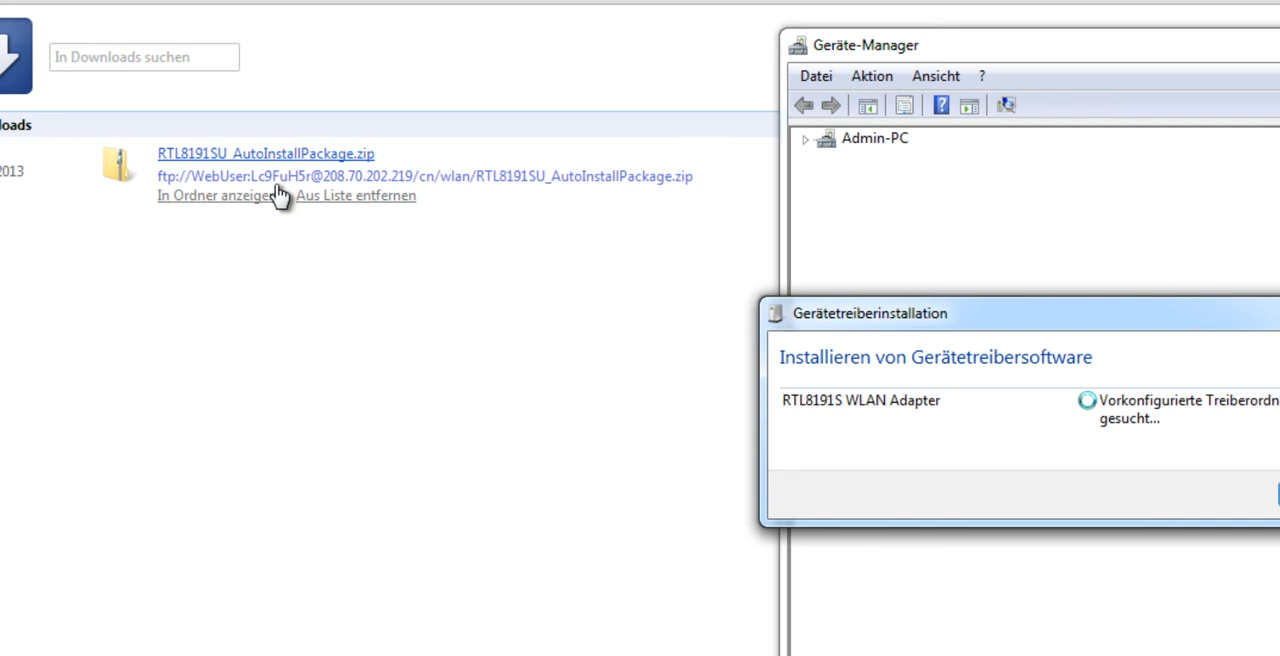 In Downloads suchen
loads
2013
RTL8191SU_AutoInstallPackage.zip
ftp://WebUser:Lc9FuH5r@208.70.202.219/cn/wlan/RTL8191SU_AutoInstallPackage.zip
In Ordner anzeigen Aus Liste entfernen
Geräte-Manager
Datei Aktion Ansicht ?
Admin-PC
Gerätetreiberinstallation
Installieren von Gerätetreibersoftware
RTL8191S WLAN Adapter
Vorkonfigurierte Treiberordn
gesucht...